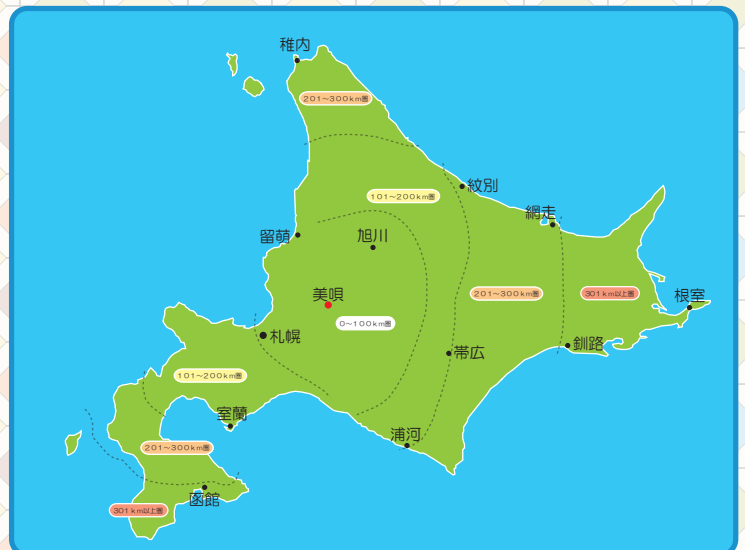 稚内
201～300km圏
101～200km圏
紋別
網走
留萌
旭川
美唄
201～300km圏
301km以上圏
根室
0～100km圏
札幌
釧路
帯広
101～200km圏
室蘭
浦河
201～300km圏
函館
301km以上圏